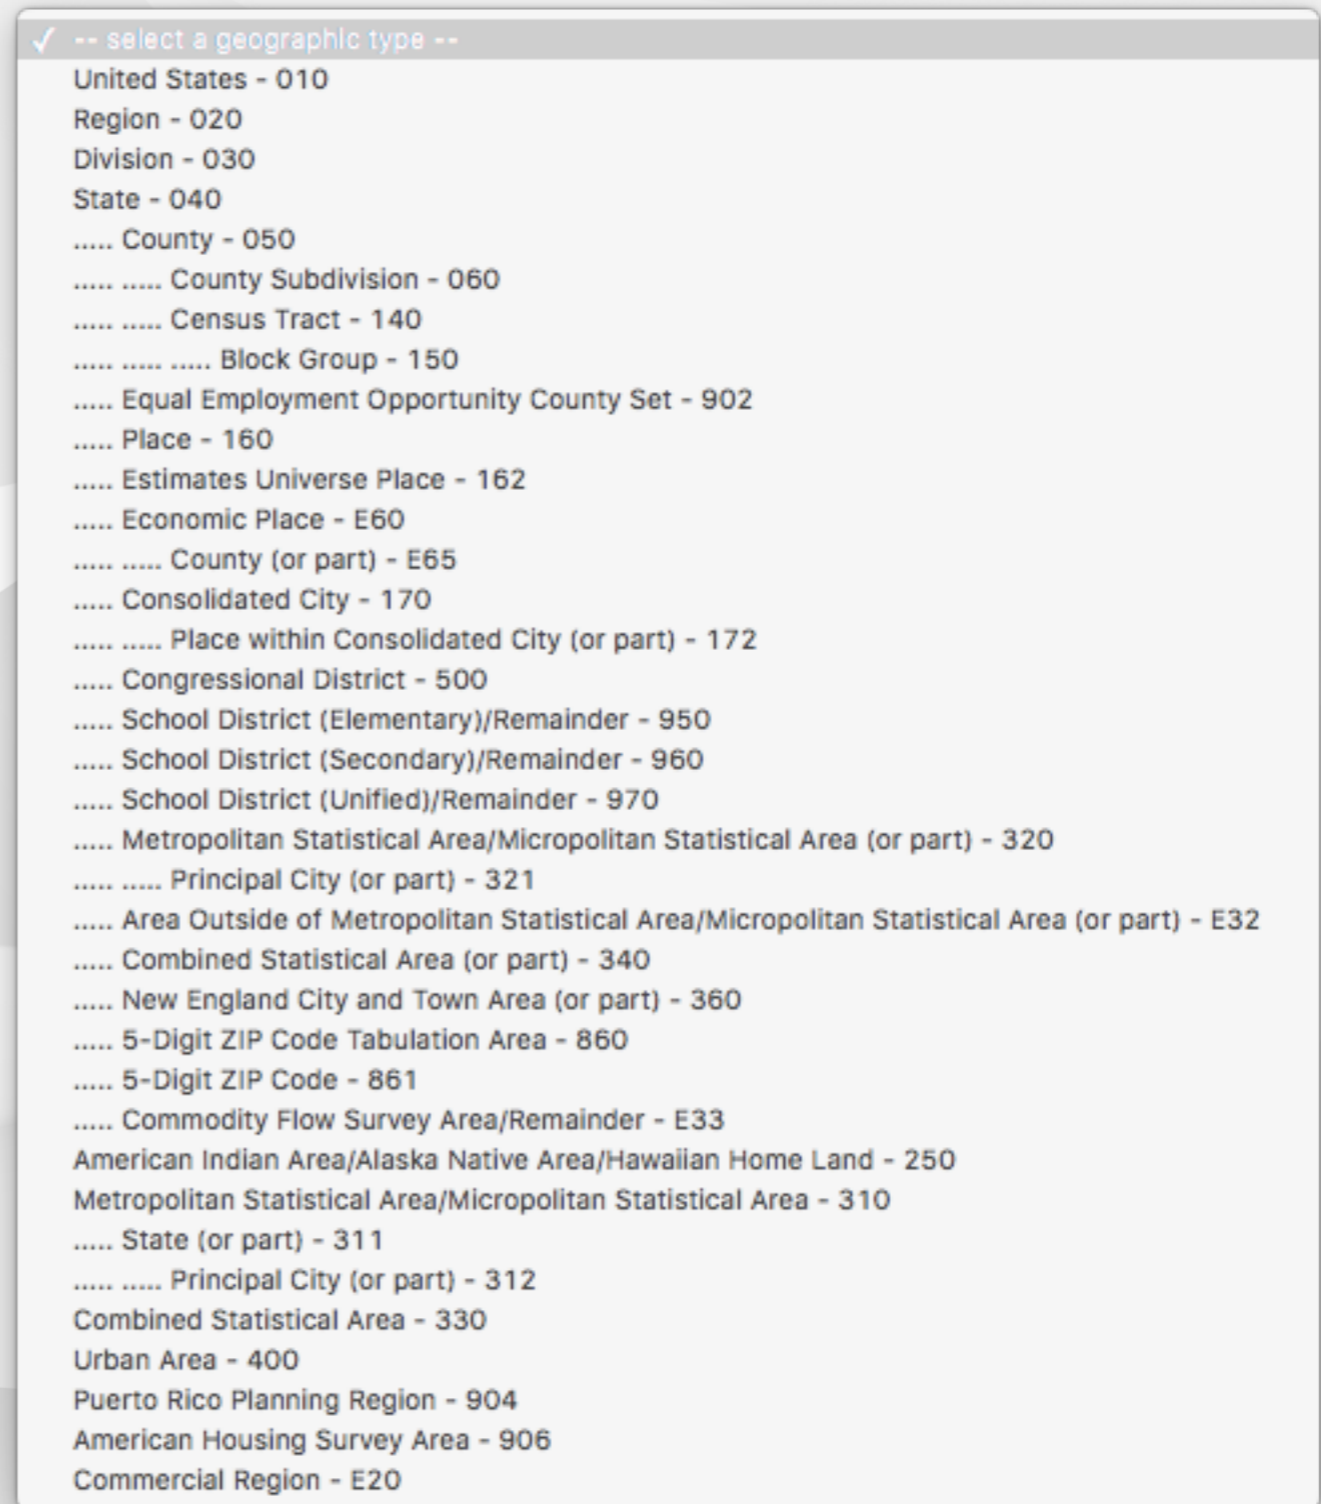 ✓ -- select a geographic type --
United States - 010
Region - 020
Division - 030
State - 040
..... County - 050
..... ..... County Subdivision - 060
..... ..... Census Tract - 140
..... ..... ..... Block Group - 150
..... Equal Employment Opportunity County Set - 902
..... Place - 160
..... Estimates Universe Place - 162
..... Economic Place - E60
..... ..... County (or part) - E65
..... Consolidated City - 170
..... ..... Place within Consolidated City (or part) - 172
..... Congressional District - 500
..... School District (Elementary)/Remainder - 950
..... School District (Secondary)/Remainder - 960
..... School District (Unified)/Remainder - 970
..... Metropolitan Statistical Area/Micropolitan Statistical Area (or part) - 320
..... ..... Principal City (or part) - 321
..... Area Outside of Metropolitan Statistical Area/Micropolitan Statistical Area (or part) - E32
..... Combined Statistical Area (or part) - 340
..... New England City and Town Area (or part) - 360
..... 5-Digit ZIP Code Tabulation Area - 860
..... 5-Digit ZIP Code - 861
..... Commodity Flow Survey Area/Remainder - E33
American Indian Area/Alaska Native Area/Hawaiian Home Land - 250
Metropolitan Statistical Area/Micropolitan Statistical Area - 310
..... State (or part) - 311
..... ..... Principal City (or part) - 312
Combined Statistical Area - 330
Urban Area - 400
Puerto Rico Planning Region - 904
American Housing Survey Area - 906
Commercial Region - E20